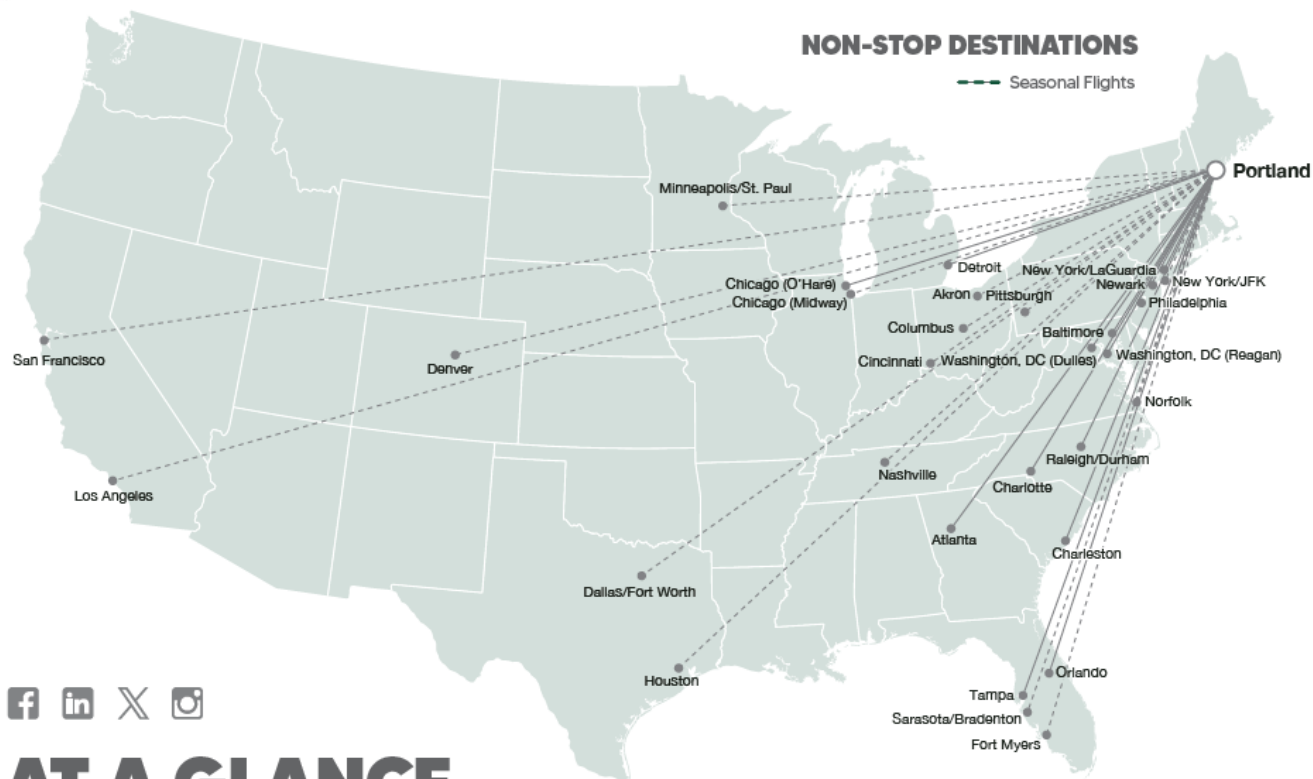 NON-STOP DESTINATIONS
Seasonal Flights
Portland
Minneapolis/St. Paul
Detroit
New York/LaGuardia
Chicago (O'Hare)
Newark
New York/JFK
Chicago (Midway)
Akron
Pittsburgh
Philadelphia
Columbus
Baltimore
San Francisco
Denver
Cincinnati
Washington, DC (Dulles)
Washington, DC (Reagan)
Norfolk
Raleigh/Durham
Nashville
Charlotte
Los Angeles
Atlanta
Charleston
Dallas/Fort Worth
Houston
Orlando
Tampa
Sarasota/Bradenton
Fort Myers
AT A GLANCE